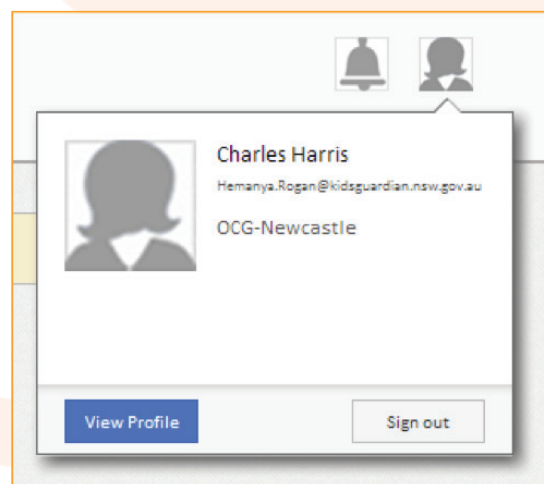 Charles Harris
Hemanya.Rogan@kidsguardian.nsw.gov.au
OCG-Newcastle
View Profile
Sign out